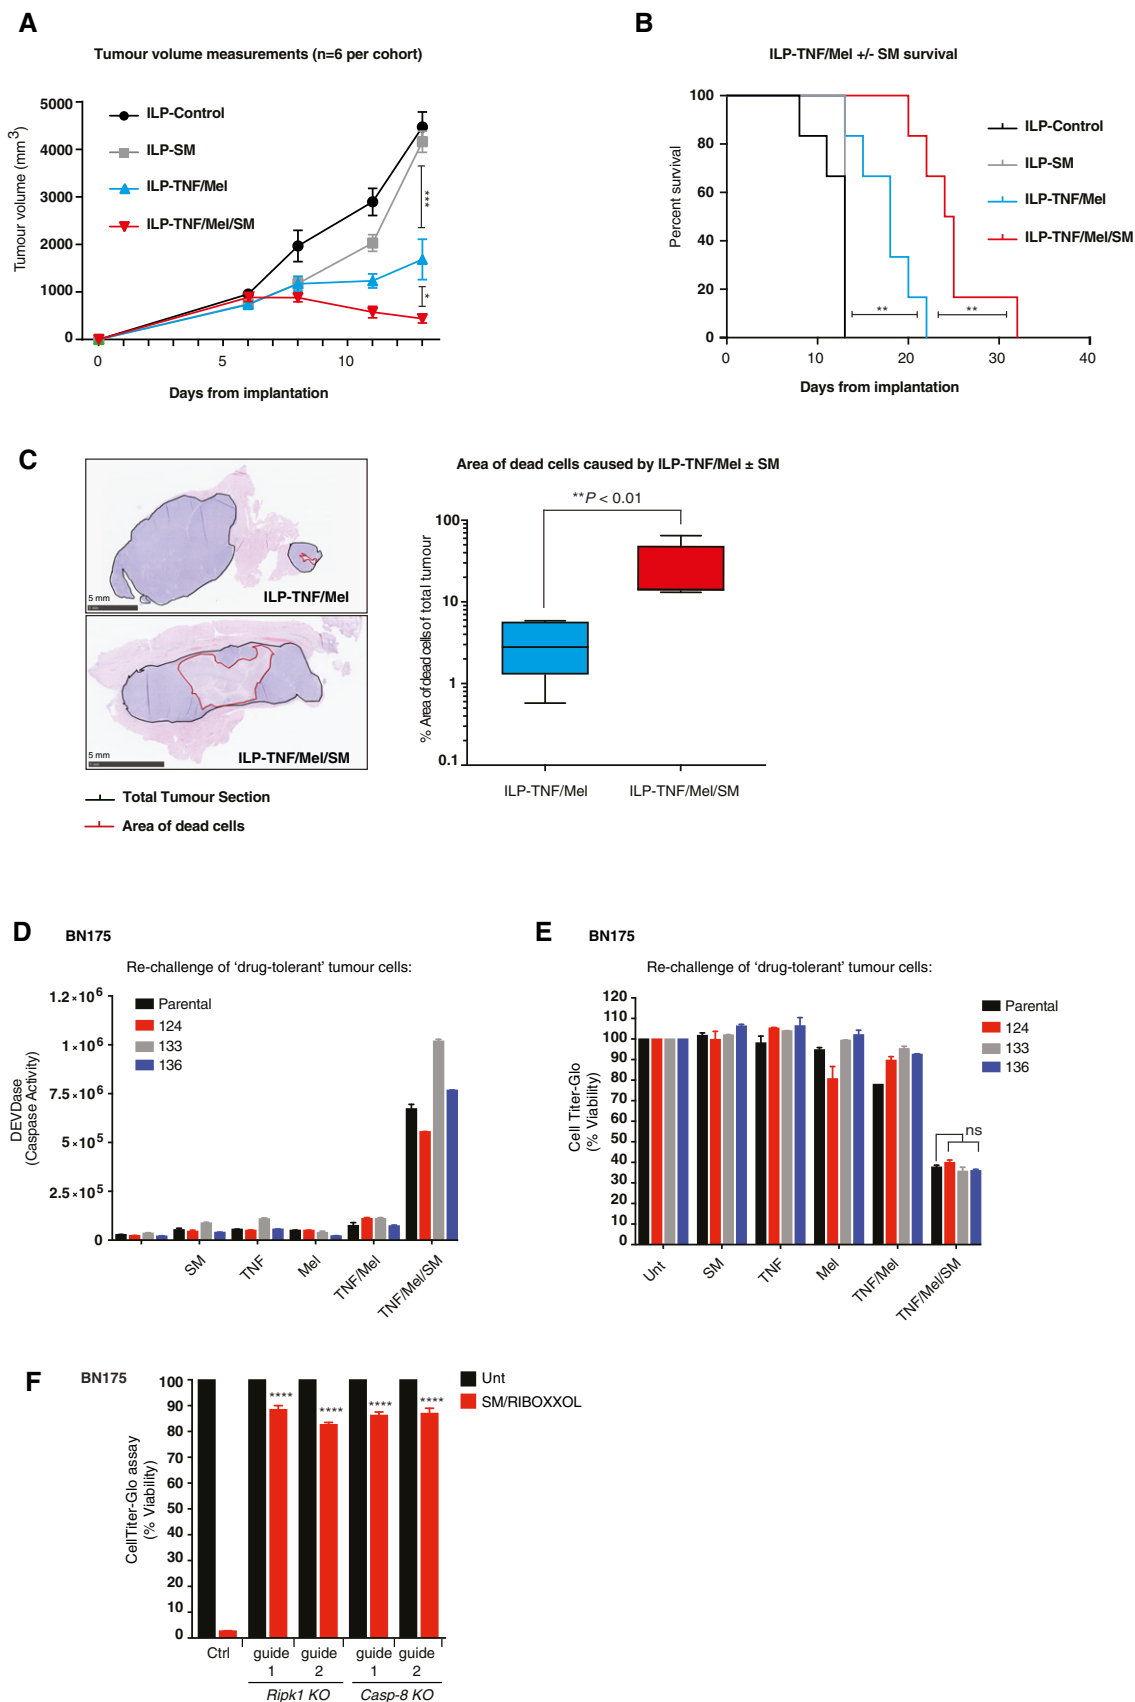 A
Tumour volume measurements (n=6 per cohort)
Tumour volume (mm3)
5000
4000
3000
2000
1000
0
ILP-Control
ILP-SM
ILP-TNF/Mel
ILP-TNF/Mel/SM
***
*
0
5
10
Days from implantation
B
ILP-TNF/Mel +/- SM survival
Percent survival
100
80
60
40
20
0
ILP-Control
ILP-SM
ILP-TNF/Mel
ILP-TNF/Mel/SM
**
**
0
10
20
30
40
Days from implantation
C
5 mm
ILP-TNF/Mel
5 mm
ILP-TNF/Mel/SM
Total Tumour Section
Area of dead cells
Area of dead cells caused by ILP-TNF/Mel ± SM
**P < 0.01
% Area of dead cells of total tumour
100
10
1
0.1
ILP-TNF/Mel
ILP-TNF/Mel/SM
D
BN175
Re-challenge of ‘drug-tolerant’ tumour cells:
DEVDase
(Caspase Activity)
1.2×10⁶
1×10⁶
7.5×10⁶
5×10⁵
2.5×10⁵
0
Parental
124
133
136
SM
TNF
Mel
TNF/Mel
TNF/Mel/SM
E
BN175
Re-challenge of ‘drug-tolerant’ tumour cells:
Cell Titer-Glo
(% Viability)
120
110
100
90
80
70
60
50
40
30
20
10
0
Parental
124
133
136
ns
Unt
SM
TNF
Mel
TNF/Mel
TNF/Mel/SM
F
BN175
CellTiter-Glo assay
(% Viability)
100
90
80
70
60
50
40
30
20
10
0
Unt
SM/RIBOXXOL
****
****
****
****
Ctrl
guide
1
guide
2
guide
1
guide
2
Ripk1 KO
Casp-8 KO